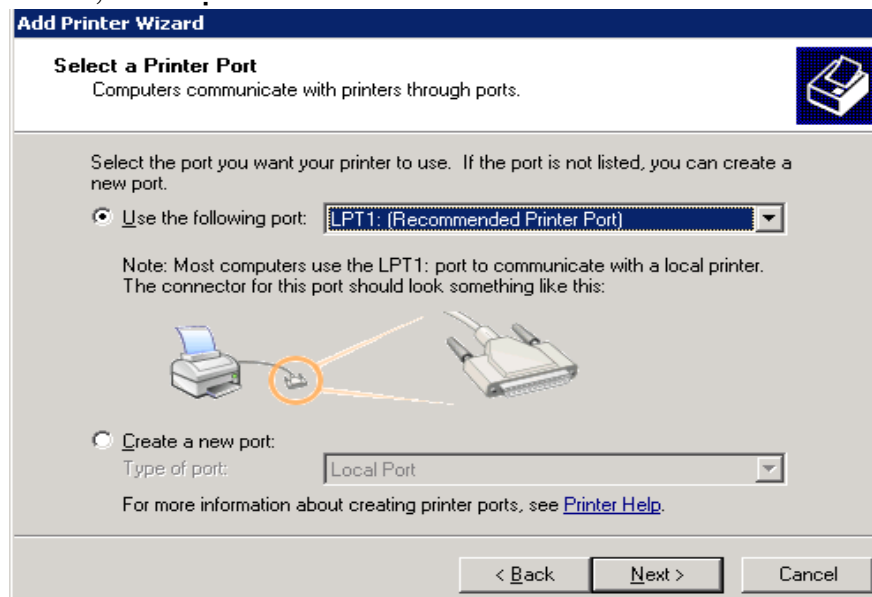 Add Printer Wizard
Select a Printer Port
Computers communicate with printers through ports.
Select the port you want your printer to use. If the port is not listed, you can create a
new port.
Use the following port: LPT1: (Recommended Printer Port)
Note: Most computers use the LPT1: port to communicate with a local printer.
The connector for this port should look something like this:
Create a new port:
Type of port: Local Port
For more information about creating printer ports, see Printer Help.
< Back Next > Cancel